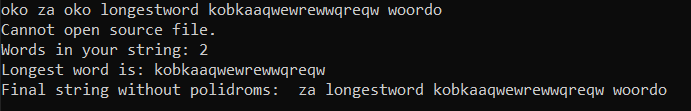 oko za oko longestword kobkaaqwewrewwqreqw woordo
Cannot open source file.
Words in your string: 2
Longest word is: kobkaaqwewrewwqreqw
Final string without polidroms:  za longestword kobkaaqwewrewwqreqw woordo